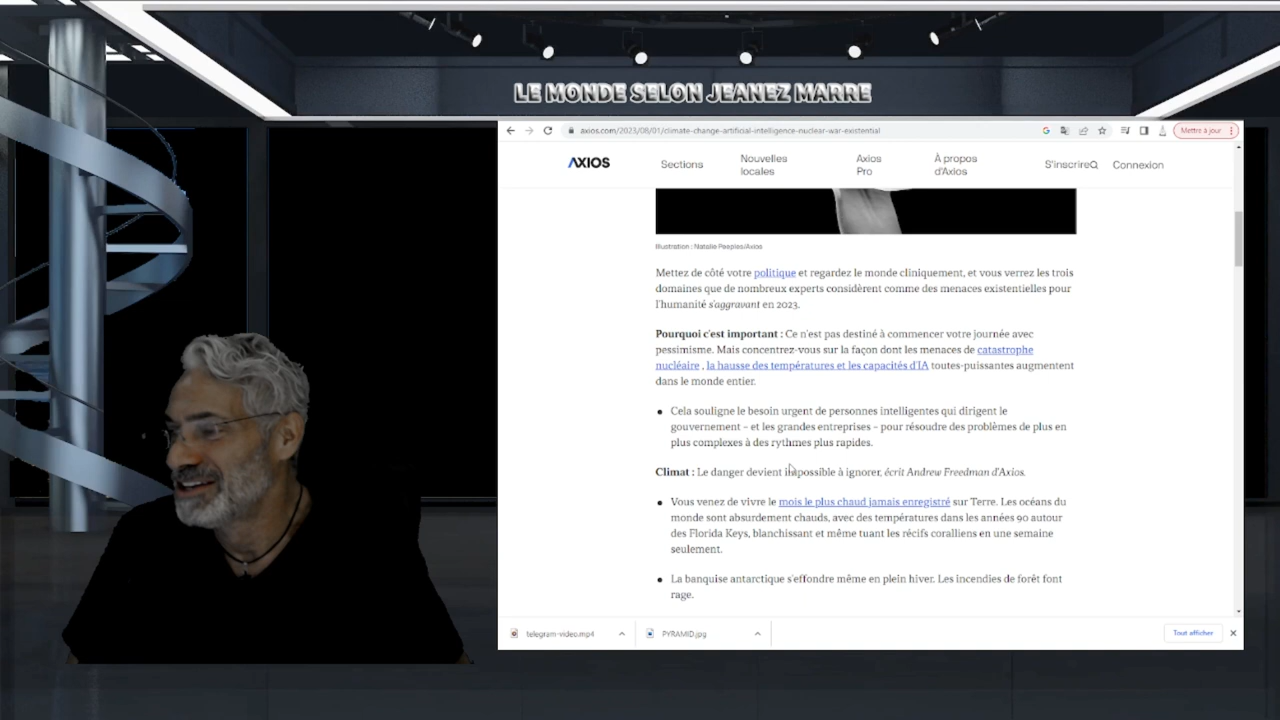 LE MONDE SELON JEANEZ MARRE
axios.com/2023/08/01/climate-change-artificial-intelligence-nuclear-war-existential
Mettre à jour
AXIOS
Sections
Nouvelles
locales
Axios
Pro
À propos
d'Axios
S'inscrire
Connexion
Illustration : Natalie Peeples/Axios
Mettez de côté votre politique et regardez le monde cliniquement, et vous verrez les trois
domaines que de nombreux experts considèrent comme des menaces existentielles pour
l'humanité s'aggravant en 2023.
Pourquoi c'est important : Ce n'est pas destiné à commencer votre journée avec
pessimisme. Mais concentrez-vous sur la façon dont les menaces de catastrophe
nucléaire , la hausse des températures et les capacités d'IA toutes-puissantes augmentent
dans le monde entier.
• Cela souligne le besoin urgent de personnes intelligentes qui dirigent le
gouvernement – et les grandes entreprises – pour résoudre des problèmes de plus en
plus complexes à des rythmes plus rapides.
Climat : Le danger devient impossible à ignorer, écrit Andrew Freedman d'Axios.
• Vous venez de vivre le mois le plus chaud jamais enregistré sur Terre. Les océans du
monde sont absurdement chauds, avec des températures dans les années 90 autour
des Florida Keys, blanchissant et même tuant les récifs coralliens en une semaine
seulement.
• La banquise antarctique s'effondre même en plein hiver. Les incendies de forêt font
rage.
telegram-video.mp4
PYRAMID.jpg
Tout afficher